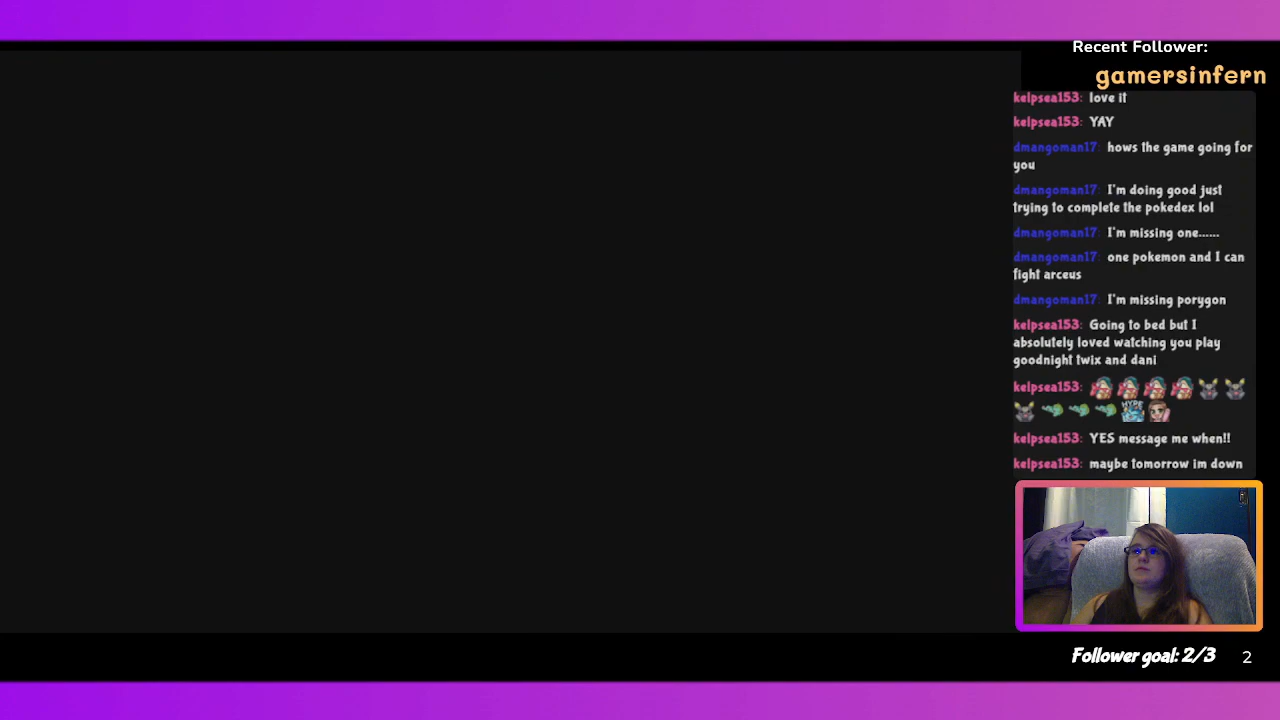 Recent Follower:
gamersinfern
kelpsea153: love it
kelpsea153: YAY
dmangoman17: hows the game going for
you
dmangoman17: I'm doing good just
trying to complete the pokedex lol
dmangoman17: I'm missing one......
dmangoman17: one pokemon and I can
fight arceus
dmangoman17: I'm missing porygon
kelpsea153: Going to bed but I
absolutely loved watching you play
goodnight twix and dani
kelpsea153:
HYPE
kelpsea153: YES message me when!!
kelpsea153: maybe tomorrow im down
Follower goal: 2/3 2